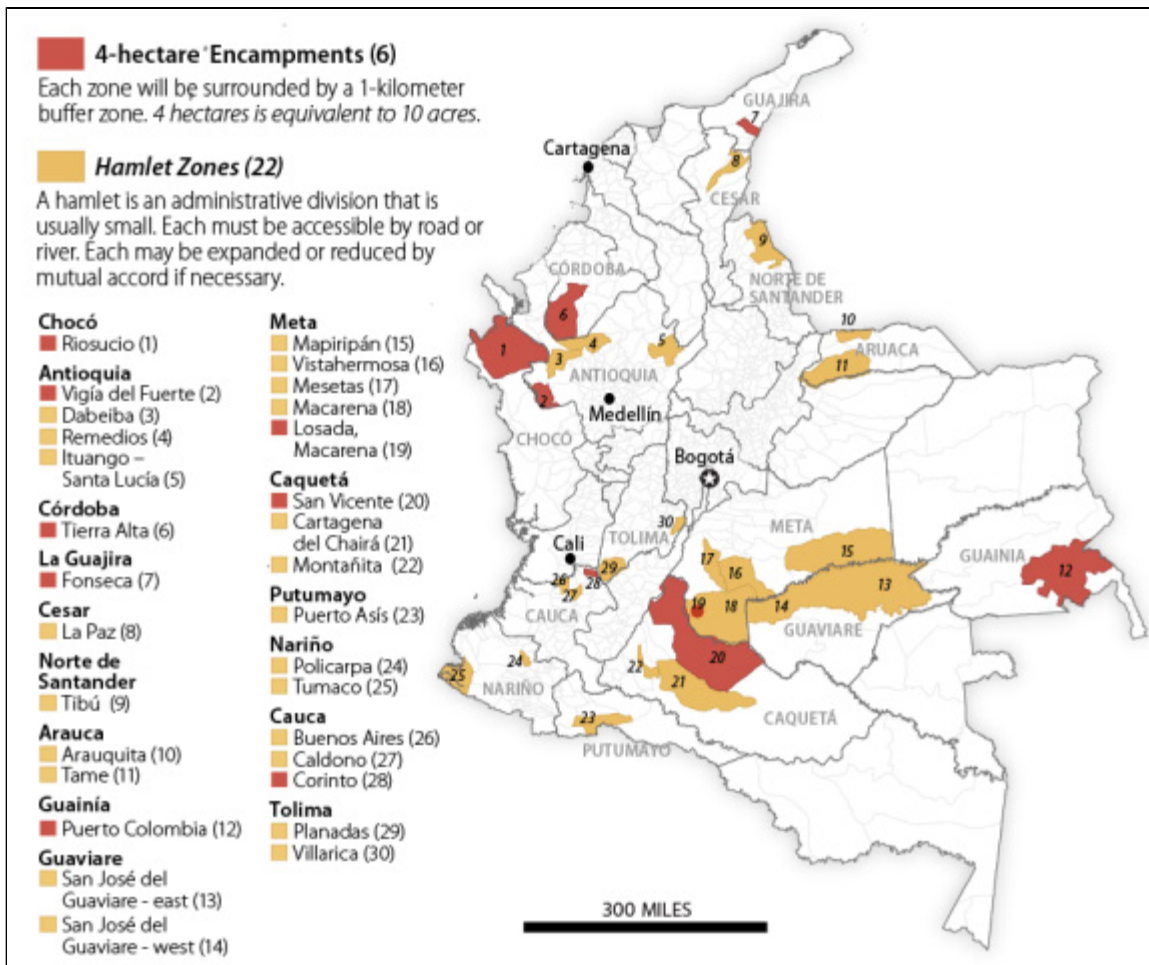 4-hectare Encampments (6)
Each zone will be surrounded by a 1-kilometer
buffer zone. 4 hectares is equivalent to 10 acres.
Hamlet Zones (22)
A hamlet is an administrative division that is
usually small. Each must be accessible by road or
river. Each may be expanded or reduced by
mutual accord if necessary.
Chocó
Riosucio (1)
Antioquia
Vigía del Fuerte (2)
Dabeiba (3)
Remedios (4)
Ituango –
Santa Lucía (5)
Córdoba
Tierra Alta (6)
La Guajira
Fonseca (7)
Cesar
La Paz (8)
Norte de
Santander
Tibú (9)
Arauca
Arauquita (10)
Tame (11)
Guainía
Puerto Colombia (12)
Guaviare
San José del
Guaviare - east (13)
San José del
Guaviare - west (14)
Meta
Mapiripán (15)
Vistahermosa (16)
Mesetas (17)
Macarena (18)
Losada,
Macarena (19)
Caquetá
San Vicente (20)
Cartagena
del Chairá (21)
Montañita (22)
Putumayo
Puerto Asís (23)
Nariño
Policarpa (24)
Tumaco (25)
Cauca
Buenos Aires (26)
Caldono (27)
Corinto (28)
Tolima
Planadas (29)
Villarica (30)
GUAJIRA
7
Cartagena
8
CESAR
9
NORTE DE
SANTANDER
CÓRDOBA
6
10
ARUACA
11
1
3
4
5
ANTIOQUIA
2
Medellín
CHOCÓ
Bogotá
30
TOLIMA
META
Cali
17
15
GUAINIA
12
29
16
13
26
28
27
19
18
14
CAUCA
GUAVIARE
20
24
22
25
21
NARIÑO
CAQUETÁ
23
PUTUMAYO
300 MILES